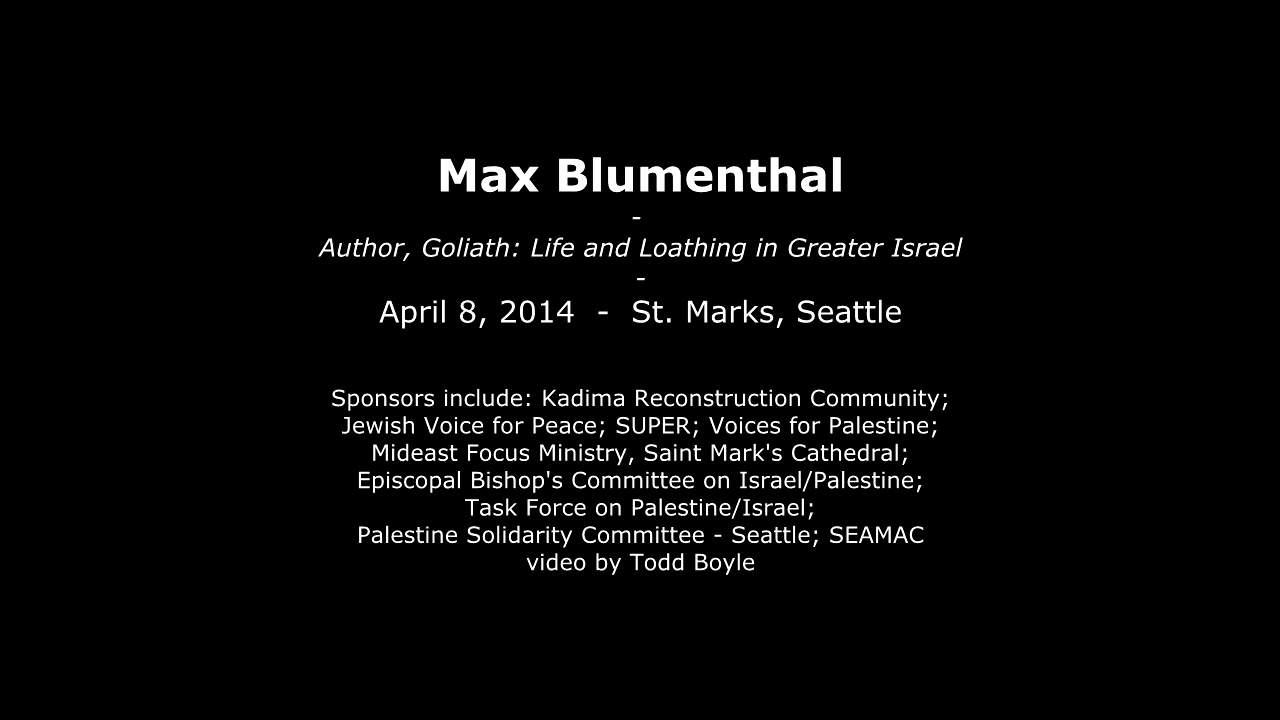 Max Blumenthal
-
Author, Goliath: Life and Loathing in Greater Israel
-
April 8, 2014  -  St. Marks, Seattle
Sponsors include: Kadima Reconstruction Community;
Jewish Voice for Peace; SUPER; Voices for Palestine;
Mideast Focus Ministry, Saint Mark's Cathedral;
Episcopal Bishop's Committee on Israel/Palestine;
Task Force on Palestine/Israel;
Palestine Solidarity Committee - Seattle; SEAMAC
video by Todd Boyle